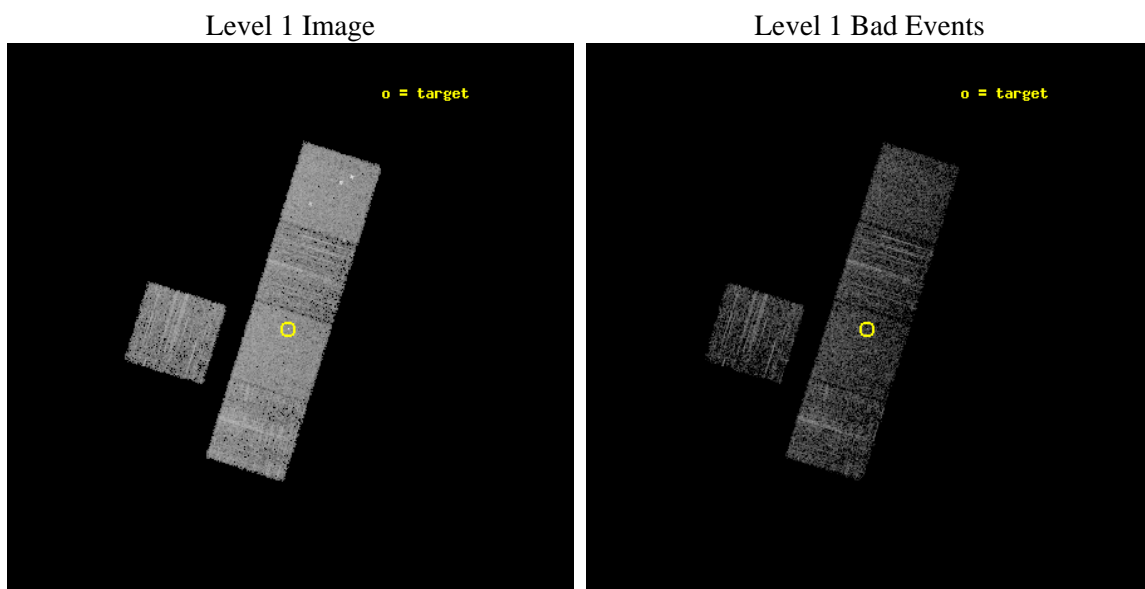 Level 1 Image
Level 1 Bad Events
o = target
o = target